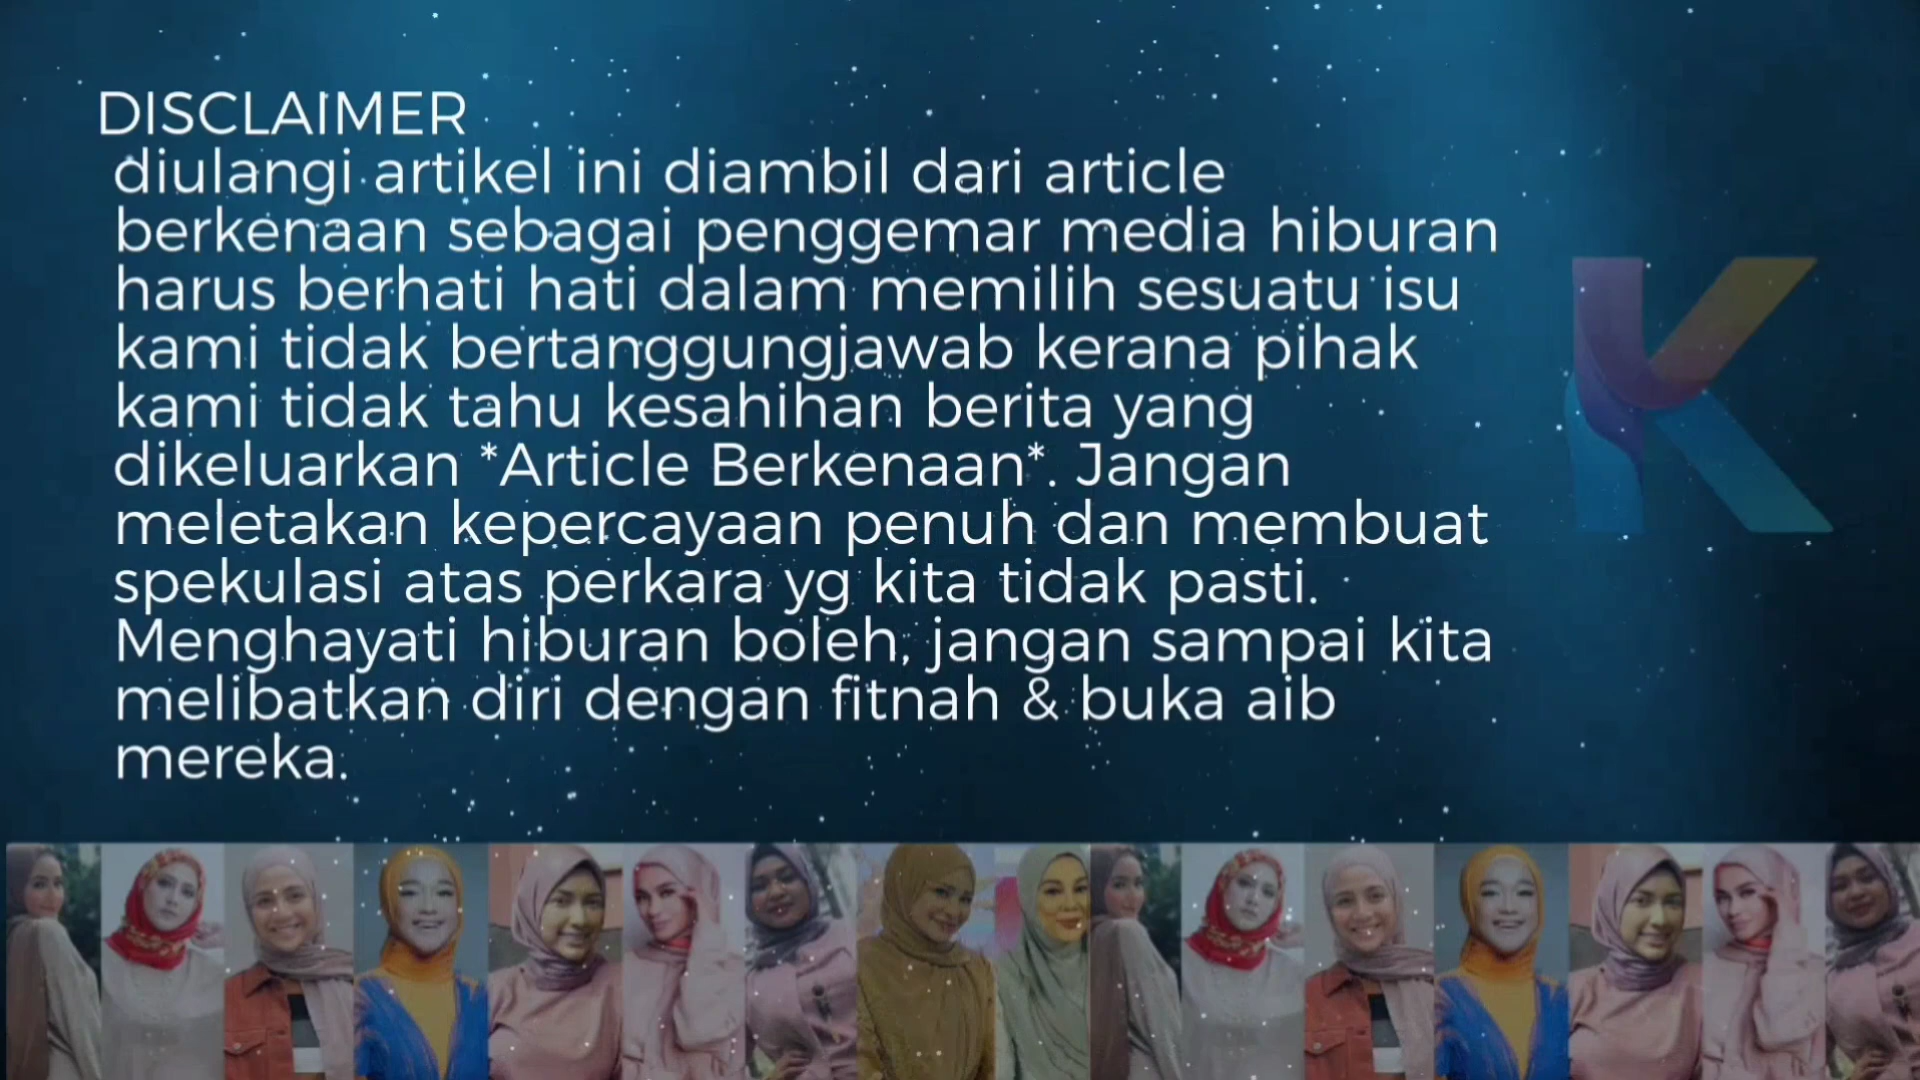 DISCLAIMER
diulangi artikel ini diambil dari article
berkenaan sebagai penggemar media hiburan
harus berhati hati dalam memilih sesuatu isu
kami tidak bertanggungjawab kerana pihak
kami tidak tahu kesahihan berita yang
dikeluarkan *Article Berkenaan*. Jangan
meletakan kepercayaan penuh dan membuat
spekulasi atas perkara yg kita tidak pasti.
Menghayati hiburan boleh, jangan sampai kita
melibatkan diri dengan fitnah & buka aib
mereka.
K